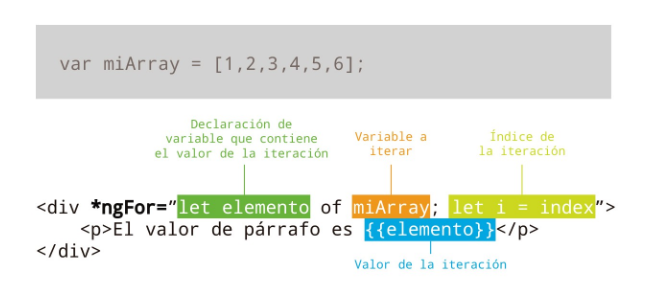 var miArray = [1,2,3,4,5,6];
Declaración de
variable que contiene
el valor de la iteración
Variable a
iterar
Índice de
la iteración
<div *ngFor=”let elemento of miArray; let i = index”>
<p>El valor de párrafo es {{elemento}}</p>
</div>
Valor de la iteración